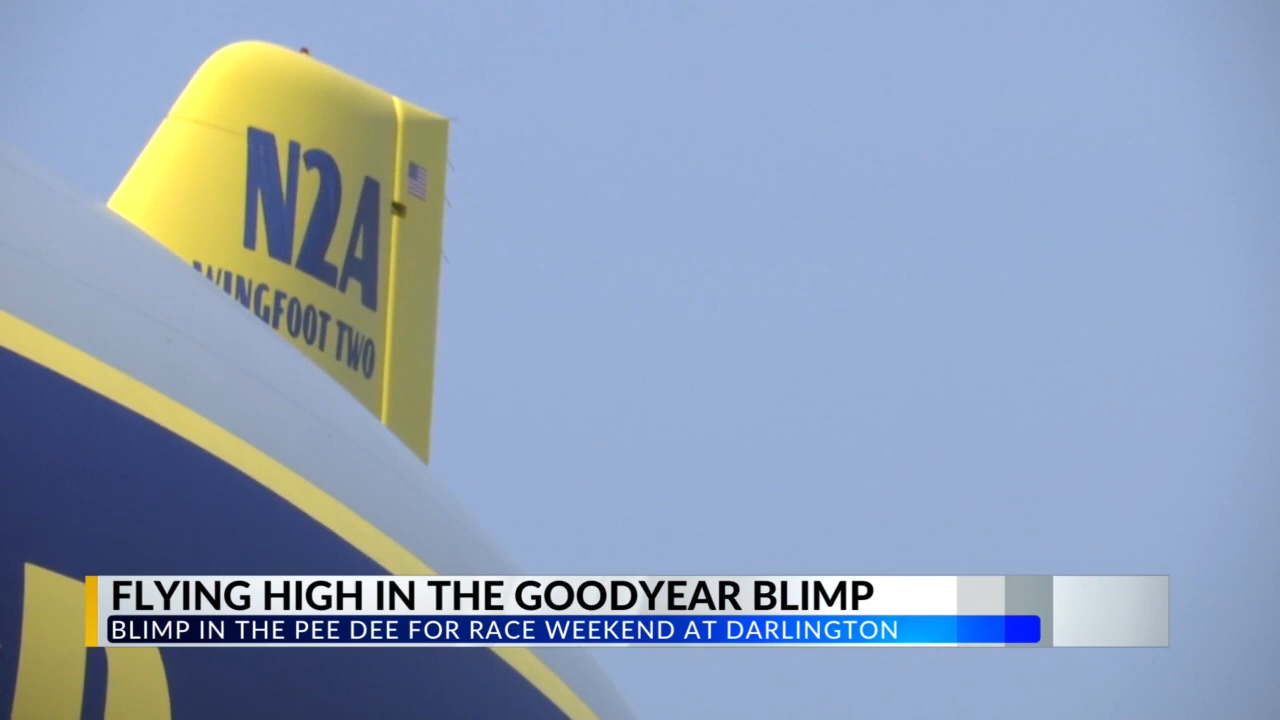 N2A
WINGFOOT TWO
FLYING HIGH IN THE GOODYEAR BLIMP
BLIMP IN THE PEE DEE FOR RACE WEEKEND AT DARLINGTON